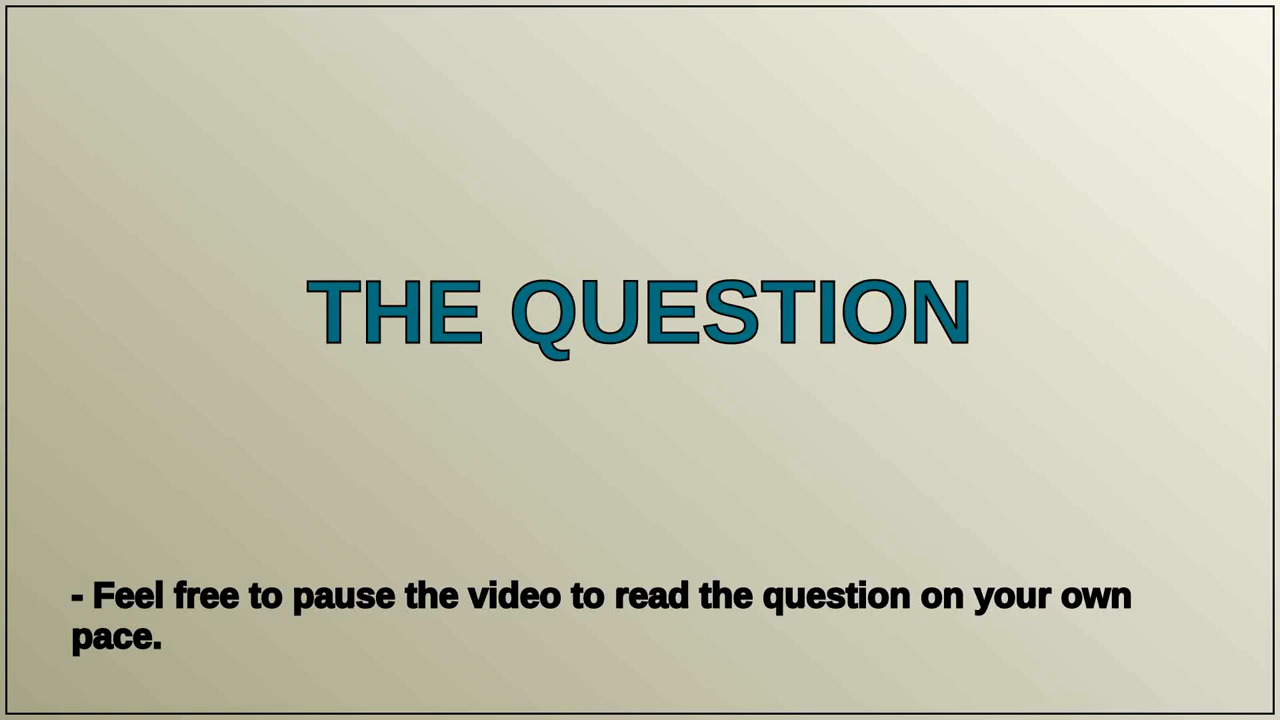 THE QUESTION
- Feel free to pause the video to read the question on your own
pace.